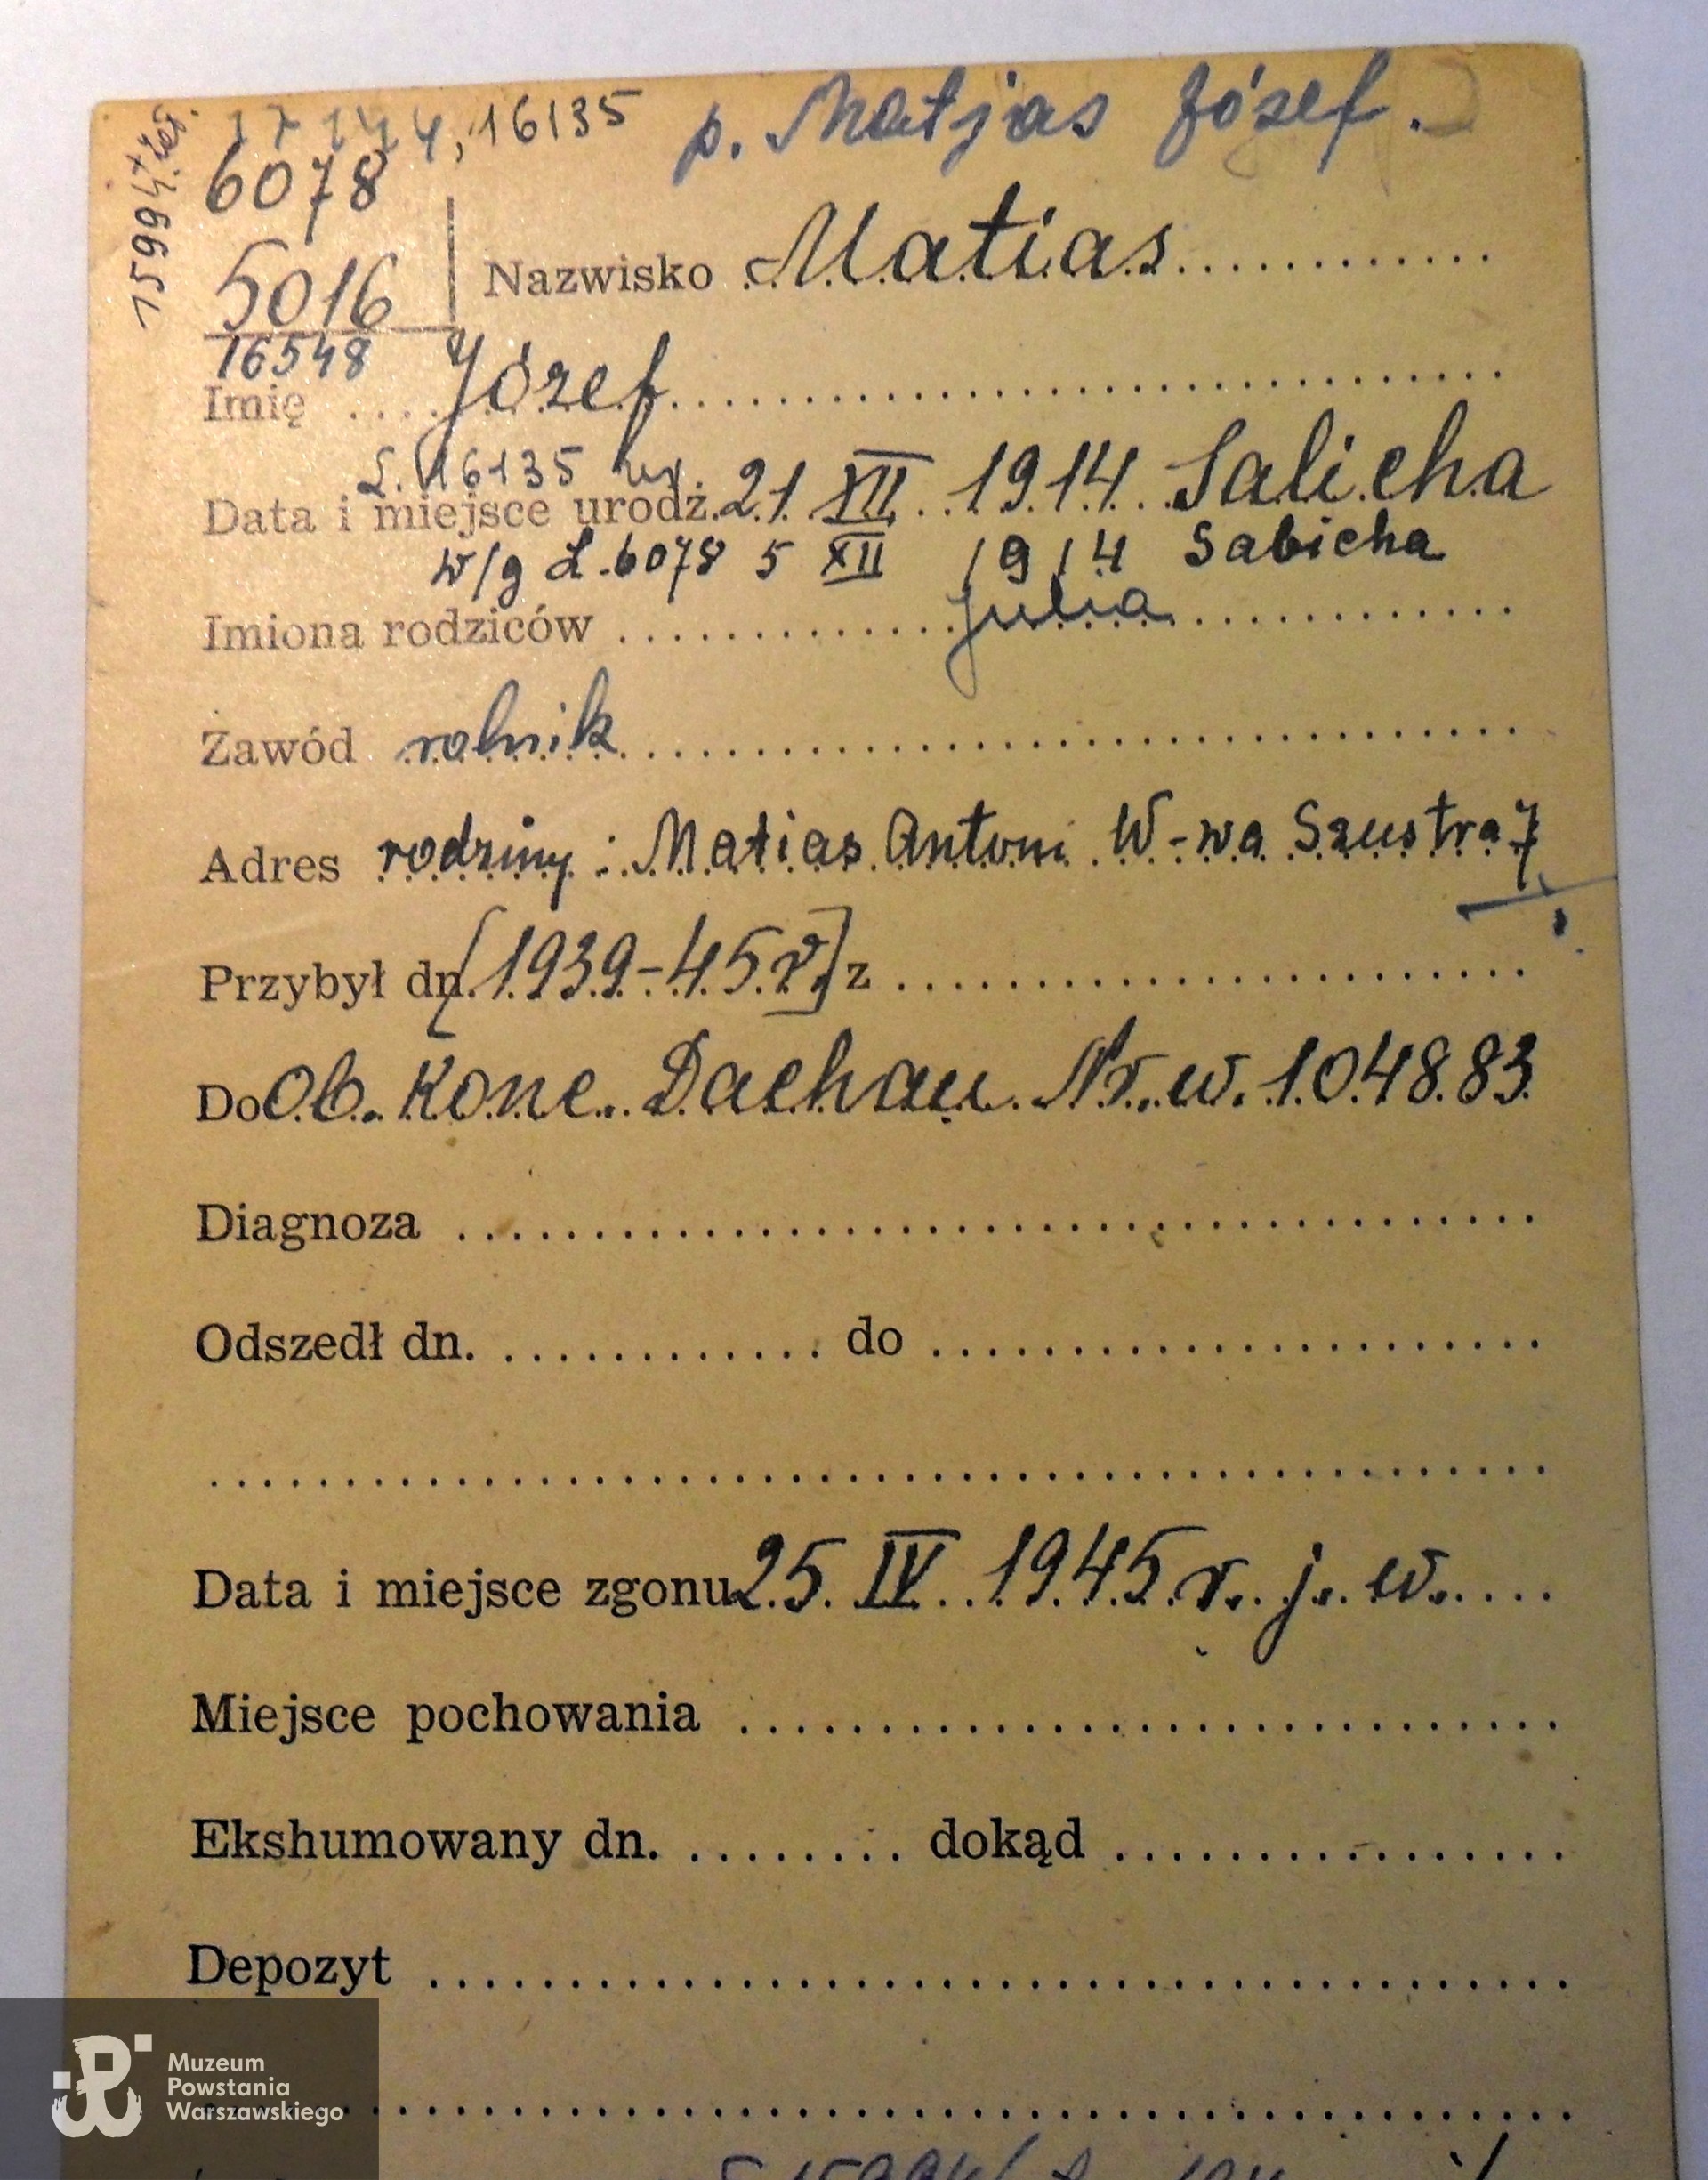 17144, 16135 p. Matjas Józef.
15994
6078
5016
16548
Nazwisko Matias
Imię Józef
L. 16135 ur.
Data i miejsce urodz. 21 XII 1914 Salicha
w/g L. 6078 5 XII 1914 Sabicha
Imiona rodziców Julia
Zawód rolnik
Adres rodziny: Matias Antoni W-wa Szustra 7
Przybył dn. [1939-45 r.] z
Do Ob. Konc. Dachau Nr. w. 104883
Diagnoza
Odszedł dn. do
Data i miejsce zgonu 25. IV 1945 r. j. w.
Miejsce pochowania
Ekshumowany dn. dokąd
Depozyt
Muzeum
Powstania
Warszawskiego